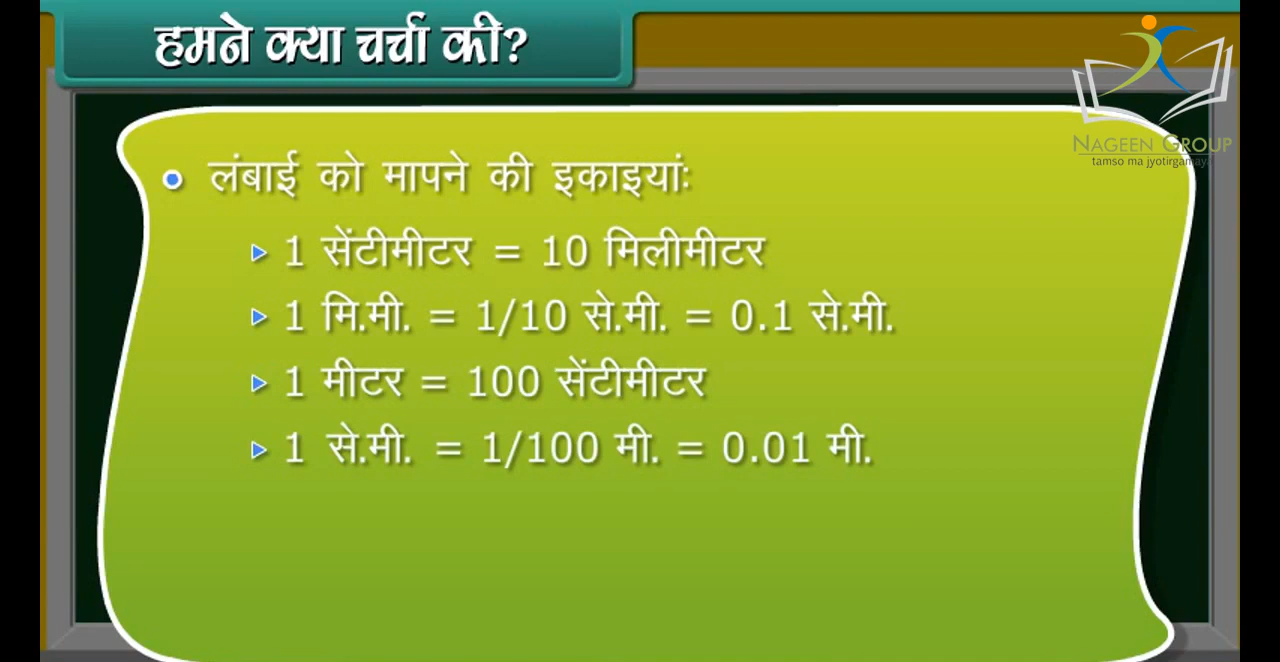 हमने क्या चर्चा की?
NAGEEN GROUP
tamso ma jyotirgamaya
लंबाई को मापने की इकाइयांः
1 सेंटीमीटर = 10 मिलीमीटर
1 मि.मी. = 1/10 से.मी. = 0.1 से.मी.
1 मीटर = 100 सेंटीमीटर
1 से.मी. = 1/100 मी. = 0.01 मी.